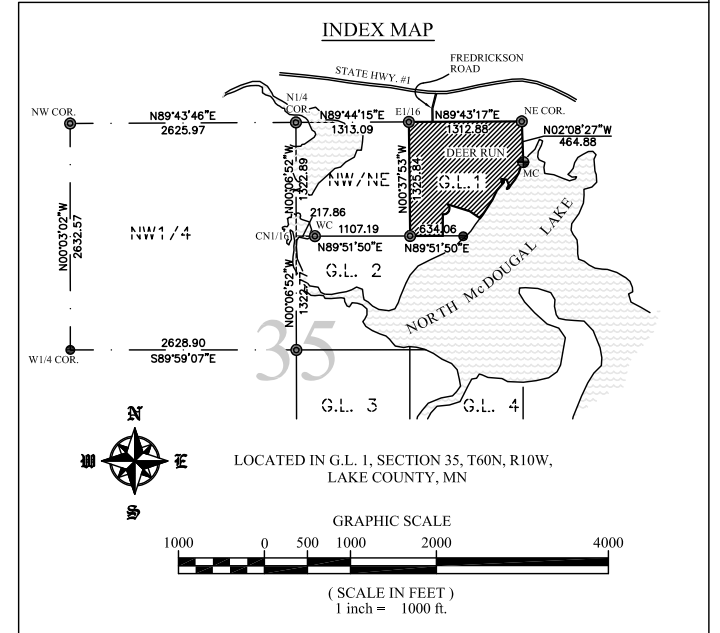 INDEX MAP
FREDRICKSON
ROAD
STATE HWY. #1
NW COR.
N89°43'46"E
2625.97
N1/4
COR.
N89°44'15"E
1313.09
E1/16
N89°43'17"E
1312.88
NE COR.
N02°08'27"W
464.88
DEER RUN
MC
G.L. 1
N00°37'53"W
1325.84
NW/NE
N00°06'52"W
1322.89
N00°03'02"W
2632.57
NW1/4
217.86
WC
CN1/16
1107.19
N89°51'50"E
634.06
N89°51'50"E
G.L. 2
N00°06'52"W
1322.77
NORTH McDOUGAL LAKE
35
2628.90
S89°59'07"E
W1/4 COR.
G.L. 3
G.L. 4
N
W
E
S
LOCATED IN G.L. 1, SECTION 35, T60N, R10W,
LAKE COUNTY, MN
GRAPHIC SCALE
1000 0 500 1000 2000 4000
( SCALE IN FEET )
1 inch = 1000 ft.